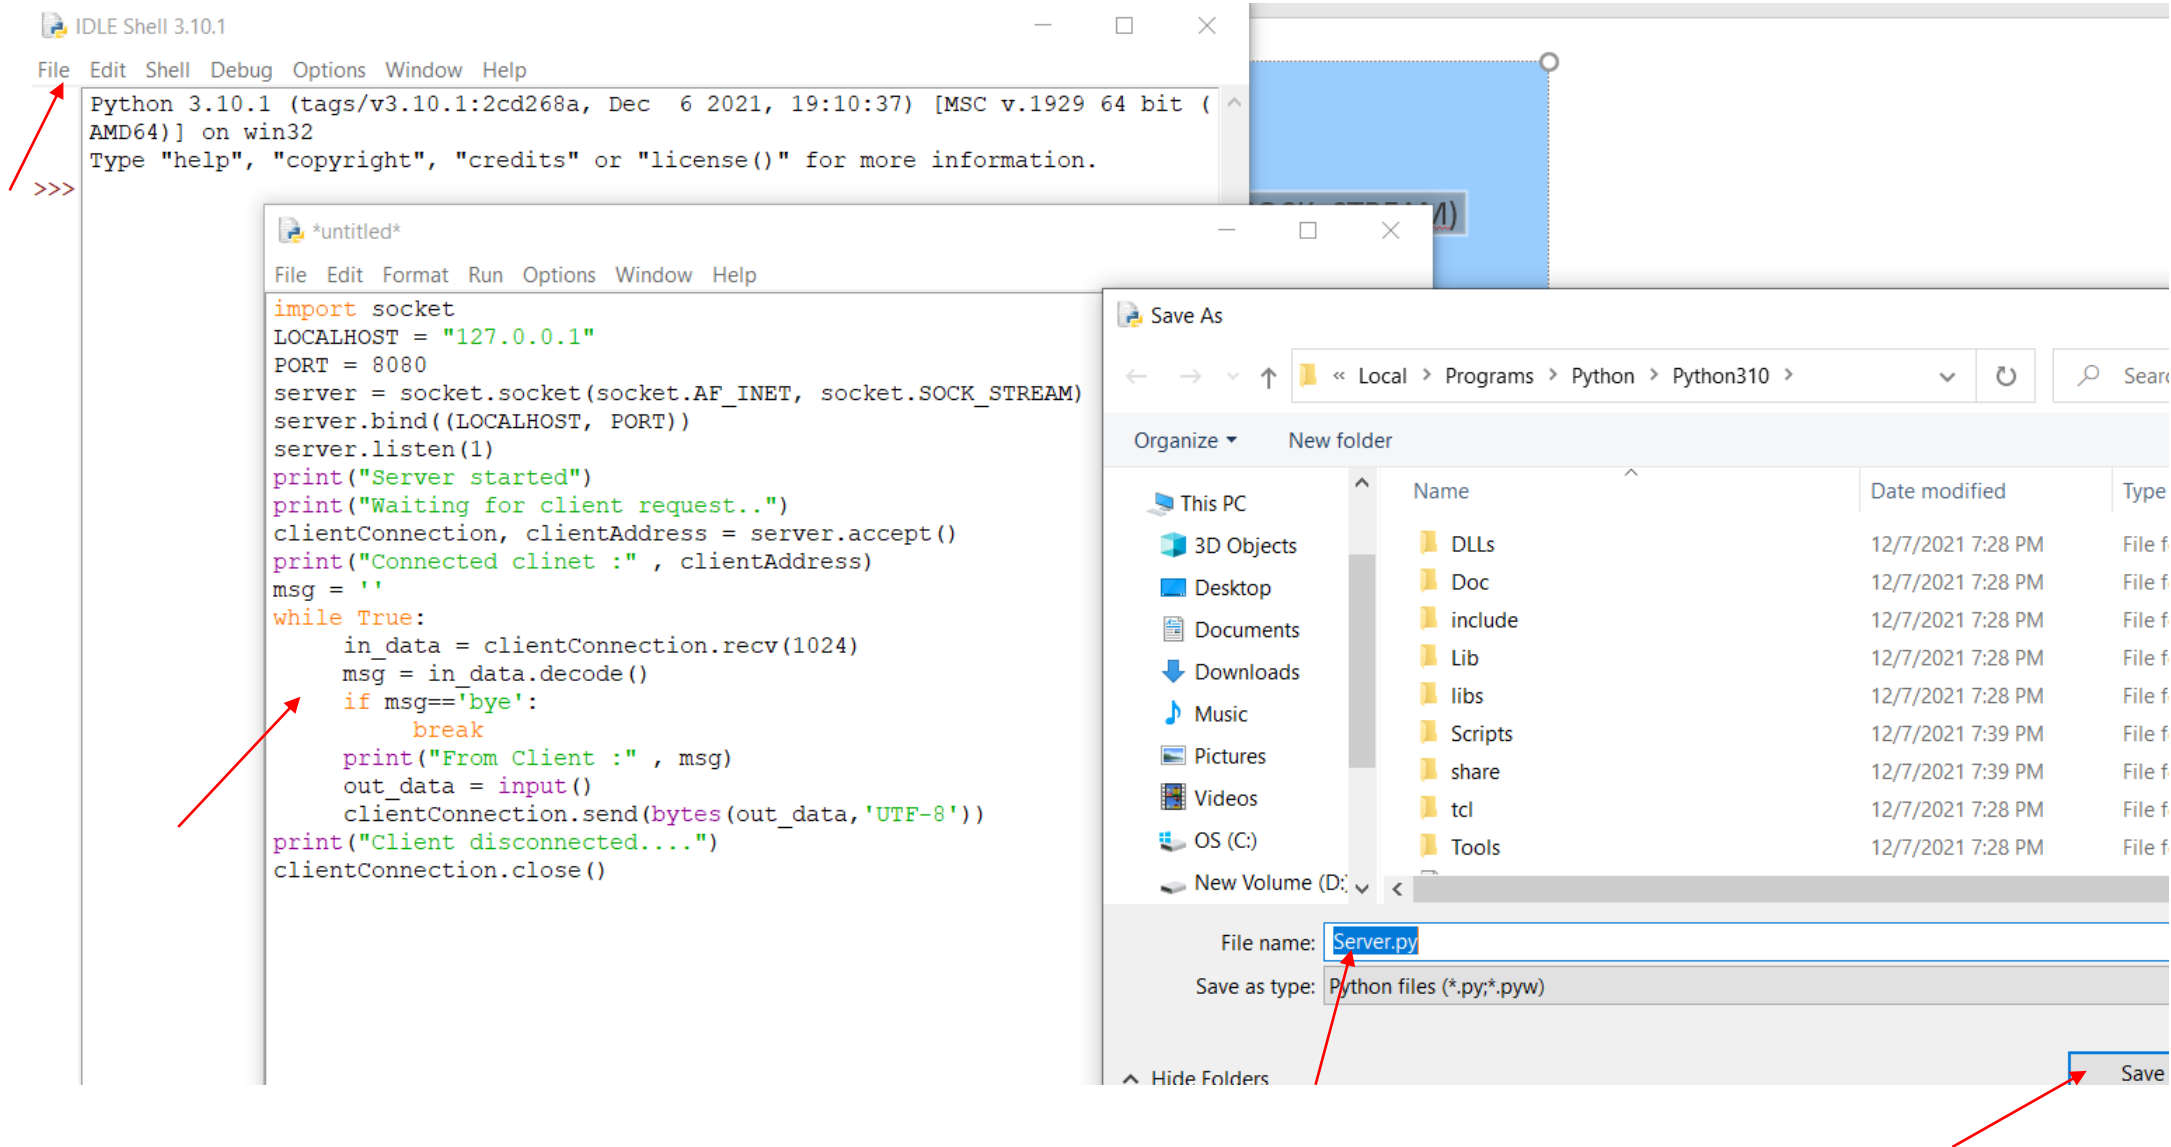 IDLE Shell 3.10.1
File Edit Shell Debug Options Window Help
Python 3.10.1 (tags/v3.10.1:2cd268a, Dec  6 2021, 19:10:37) [MSC v.1929 64 bit (
AMD64)] on win32
Type "help", "copyright", "credits" or "license()" for more information.
>>>
*untitled*
File Edit Format Run Options Window Help
import socket
LOCALHOST = "127.0.0.1"
PORT = 8080
server = socket.socket(socket.AF_INET, socket.SOCK_STREAM)
server.bind((LOCALHOST, PORT))
server.listen(1)
print("Server started")
print("Waiting for client request..")
clientConnection, clientAddress = server.accept()
print("Connected clinet :" , clientAddress)
msg = ''
while True:
     in_data = clientConnection.recv(1024)
     msg = in_data.decode()
     if msg=='bye':
          break
     print("From Client :" , msg)
     out_data = input()
     clientConnection.send(bytes(out_data,'UTF-8'))
print("Client disconnected....")
clientConnection.close()
M)
Save As
« Local > Programs > Python > Python310 >
Searc
Organize New folder
Name Date modified Type
This PC
3D Objects
Desktop
Documents
Downloads
Music
Pictures
Videos
OS (C:)
New Volume (D:)
DLLs 12/7/2021 7:28 PM File f
Doc 12/7/2021 7:28 PM File f
include 12/7/2021 7:28 PM File f
Lib 12/7/2021 7:28 PM File f
libs 12/7/2021 7:28 PM File f
Scripts 12/7/2021 7:39 PM File f
share 12/7/2021 7:39 PM File f
tcl 12/7/2021 7:28 PM File f
Tools 12/7/2021 7:28 PM File f
File name: Server.py
Save as type: Python files (*.py;*.pyw)
Hide Folders
Save